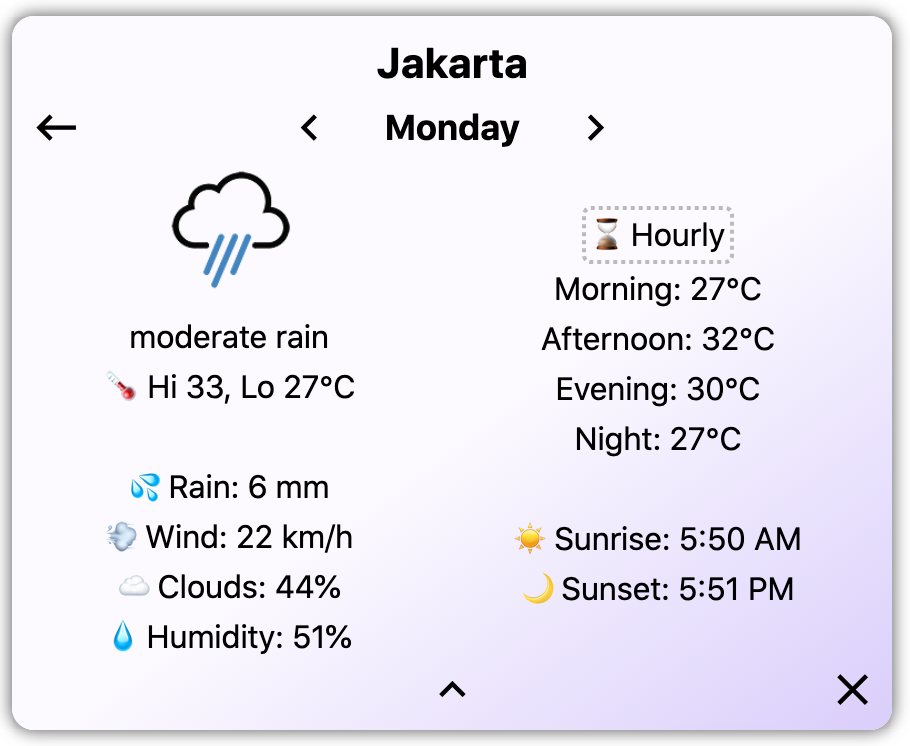 Jakarta
Monday
moderate rain
Hi 33, Lo 27°C
Rain: 6 mm
Wind: 22 km/h
Clouds: 44%
Humidity: 51%
Hourly
Morning: 27°C
Afternoon: 32°C
Evening: 30°C
Night: 27°C
Sunrise: 5:50 AM
Sunset: 5:51 PM